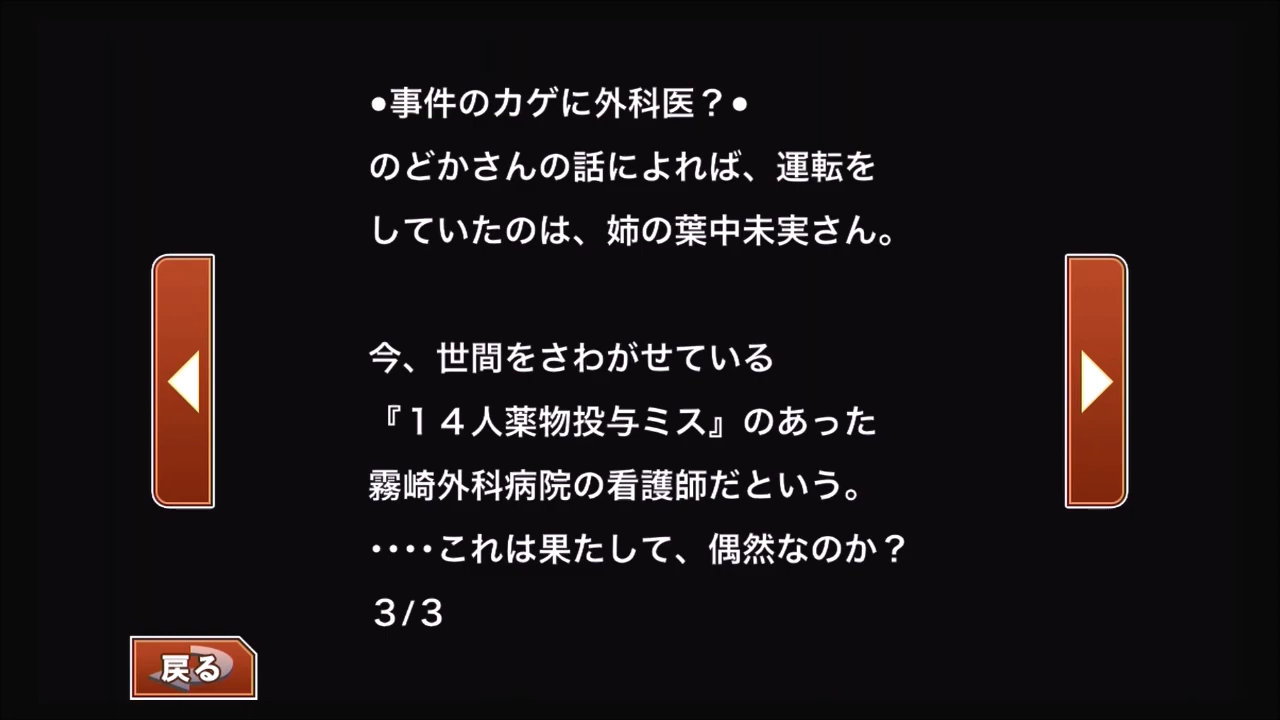 ●事件のカゲに外科医？●
のどかさんの話によれば、運転を
していたのは、姉の葉中未実さん。
今、世間をさわがせている
『１４人薬物投与ミス』のあった
霧崎外科病院の看護師だという。
････これは果たして、偶然なのか？
３/３
戻る